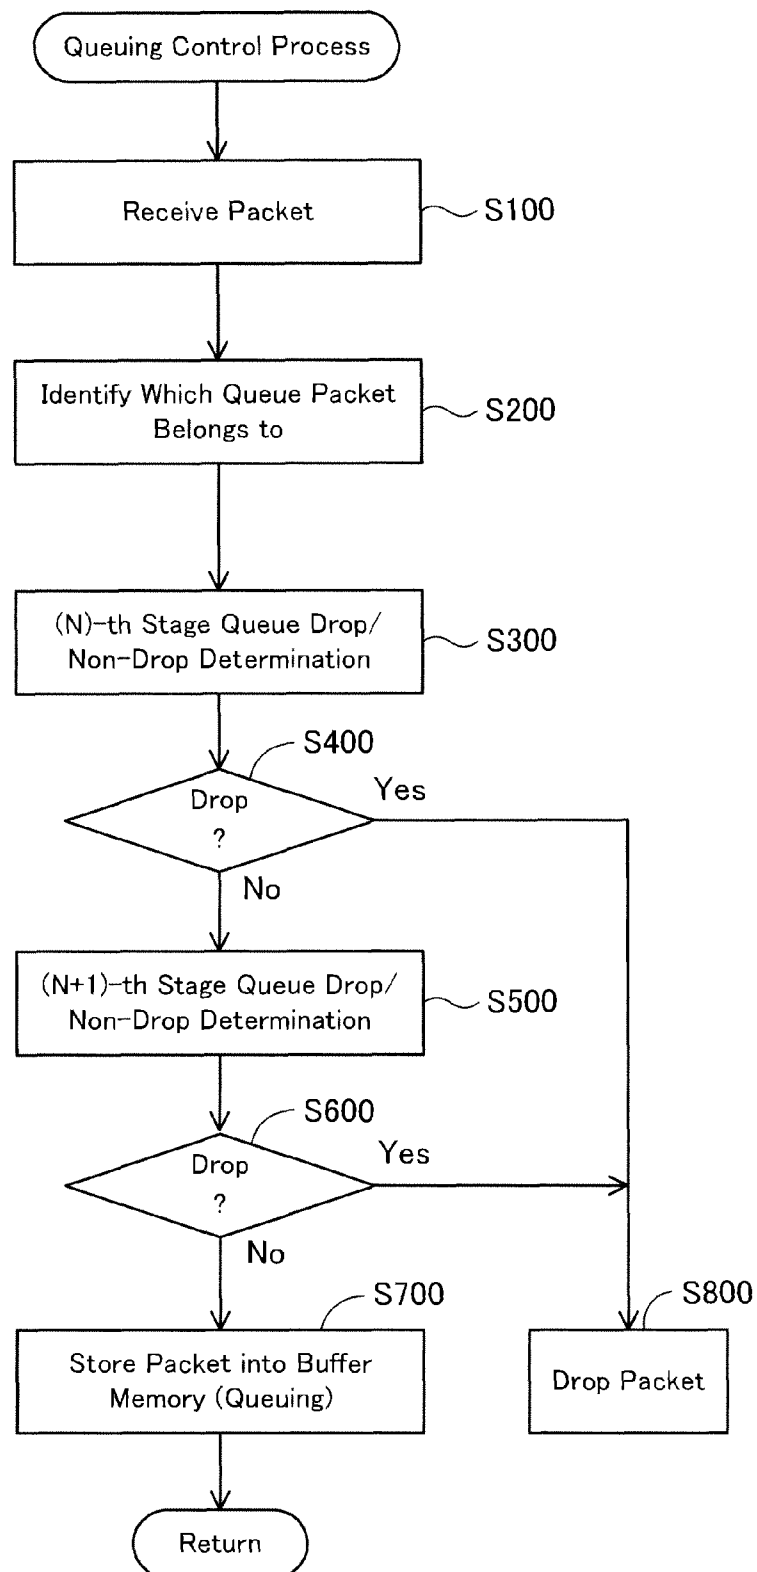 Queuing Control Process
Receive Packet
S100
Identify Which Queue Packet
Belongs to
S200
(N)-th Stage Queue Drop/
Non-Drop Determination
S300
S400
Drop
?
Yes
No
(N+1)-th Stage Queue Drop/
Non-Drop Determination
S500
S600
Drop
?
Yes
No
S700
Store Packet into Buffer
Memory (Queuing)
S800
Drop Packet
Return